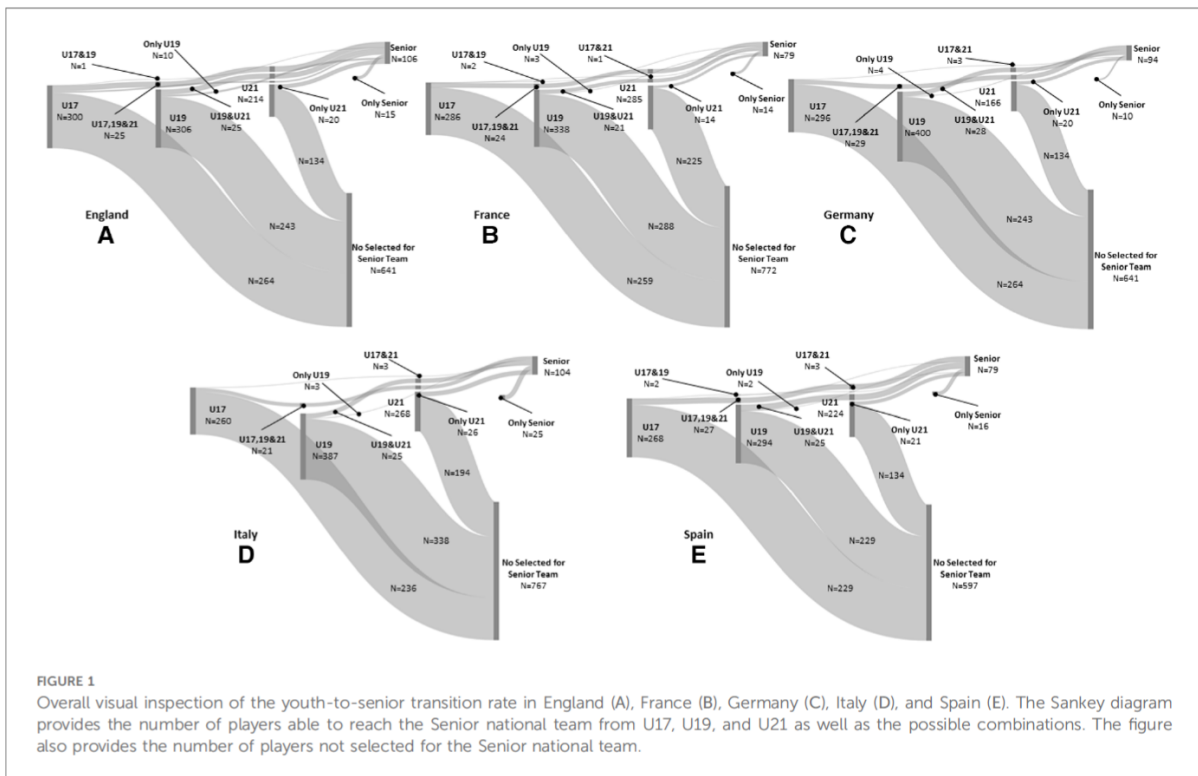 U17&19
N=1
Only U19
N=10
Senior
N=106
U17
N=300
U17,19&21
N=25
U19
N=306
U19&U21
N=25
U21
N=214
Only U21
N=20
Only Senior
N=15
N=134
N=243
N=264
England
A
No Selected for
Senior Team
N=641
U17&19
N=2
Only U19
N=3
U17&21
N=1
Senior
N=79
U17
N=286
U17,19&21
N=24
U19
N=338
U19&U21
N=21
U21
N=285
Only U21
N=14
Only Senior
N=14
N=225
N=288
N=259
France
B
No Selected for
Senior Team
N=772
Only U19
N=4
U17&21
N=3
Senior
N=94
U17
N=296
U17,19&21
N=29
U19
N=400
U19&U21
N=28
U21
N=166
Only U21
N=20
Only Senior
N=10
N=134
N=243
N=264
Germany
C
No Selected for
Senior Team
N=641
Only U19
N=3
U17&21
N=3
Senior
N=104
U17
N=260
U17,19&21
N=21
U19
N=387
U19&U21
N=25
U21
N=268
Only U21
N=26
Only Senior
N=25
N=194
N=338
N=236
Italy
D
No Selected for
Senior Team
N=767
U17&19
N=2
Only U19
N=2
U17&21
N=3
Senior
N=79
U17
N=268
U17,19&21
N=27
U19
N=294
U19&U21
N=25
U21
N=224
Only U21
N=21
Only Senior
N=16
N=134
N=229
N=229
Spain
E
No Selected for
Senior Team
N=597
FIGURE 1
Overall visual inspection of the youth-to-senior transition rate in England (A), France (B), Germany (C), Italy (D), and Spain (E). The Sankey diagram
provides the number of players able to reach the Senior national team from U17, U19, and U21 as well as the possible combinations. The figure
also provides the number of players not selected for the Senior national team.